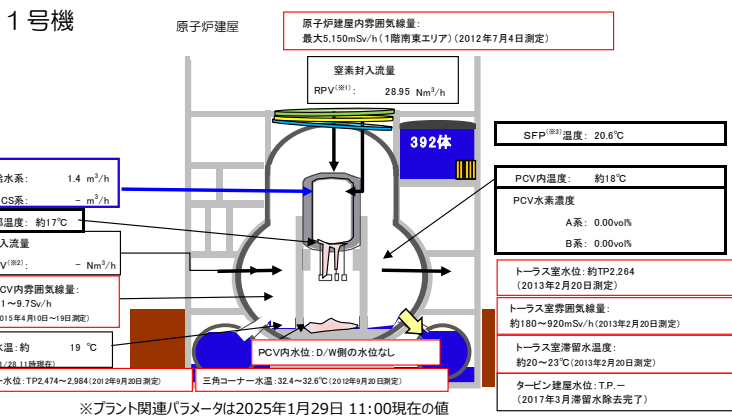 1号機
原子炉建屋
原子炉建屋内雰囲気線量:
最大5,150mSv/h(1階南東エリア)(2012年7月4日測定)
窒素封入流量
RPV(※1): 28.95 Nm³/h
392体
SFP(※3)温度: 20.6℃
給水系: 1.4 m³/h
CS系: - m³/h
PCV内温度: 約18℃
PCV水素濃度
A系: 0.00vol%
B系: 0.00vol%
部温度: 約17℃
入流量
V(※2): - Nm³/h
CV内雰囲気線量:
1~9.7Sv/h
015年4月10日~19日測定)
トーラス室水位:約TP2,264
(2013年2月20日測定)
トーラス室雰囲気線量:
約180~920mSv/h(2013年2月20日測定)
トーラス室滞留水温度:
約20~23℃(2013年2月20日測定)
タービン建屋水位:T.P.-
(2017年3月滞留水除去完了)
水温:約 19 ℃
1/28 11時現在)
PCV内水位:D/W側の水位なし
ー水位:TP2,474~2,984(2012年9月20日測定)
三角コーナー水温:32.4~32.6℃(2012年9月20日測定)
※プラント関連パラメータは2025年1月29日 11:00現在の値